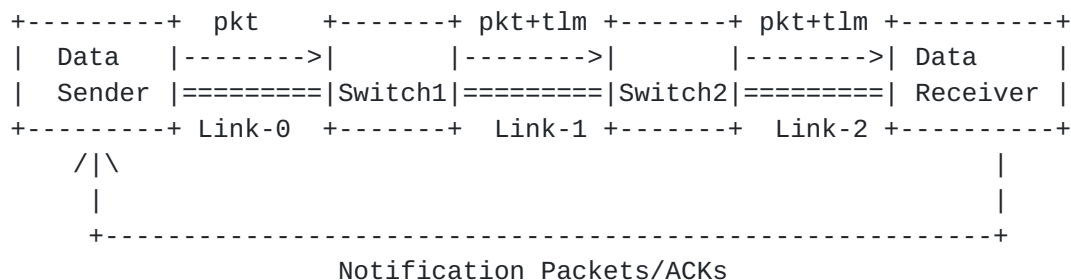 +---------+  pkt    +-------+ pkt+tlm +-------+ pkt+tlm +----------+
|  Data   |-------->|       |-------->|       |-------->| Data     |
|  Sender |=========|Switch1|=========|Switch2|=========| Receiver |
+---------+ Link-0  +-------+  Link-1 +-------+  Link-2 +----------+
    /|\                                                      |
     |                                                       |
     +-------------------------------------------------------+
                   Notification Packets/ACKs